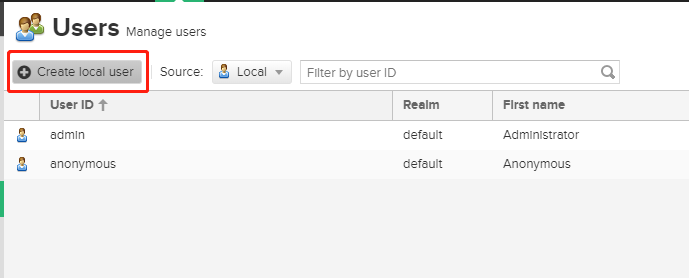 Users Manage users
Create local user Source: Local Filter by user ID
User ID Realm First name
admin default Administrator
anonymous default Anonymous